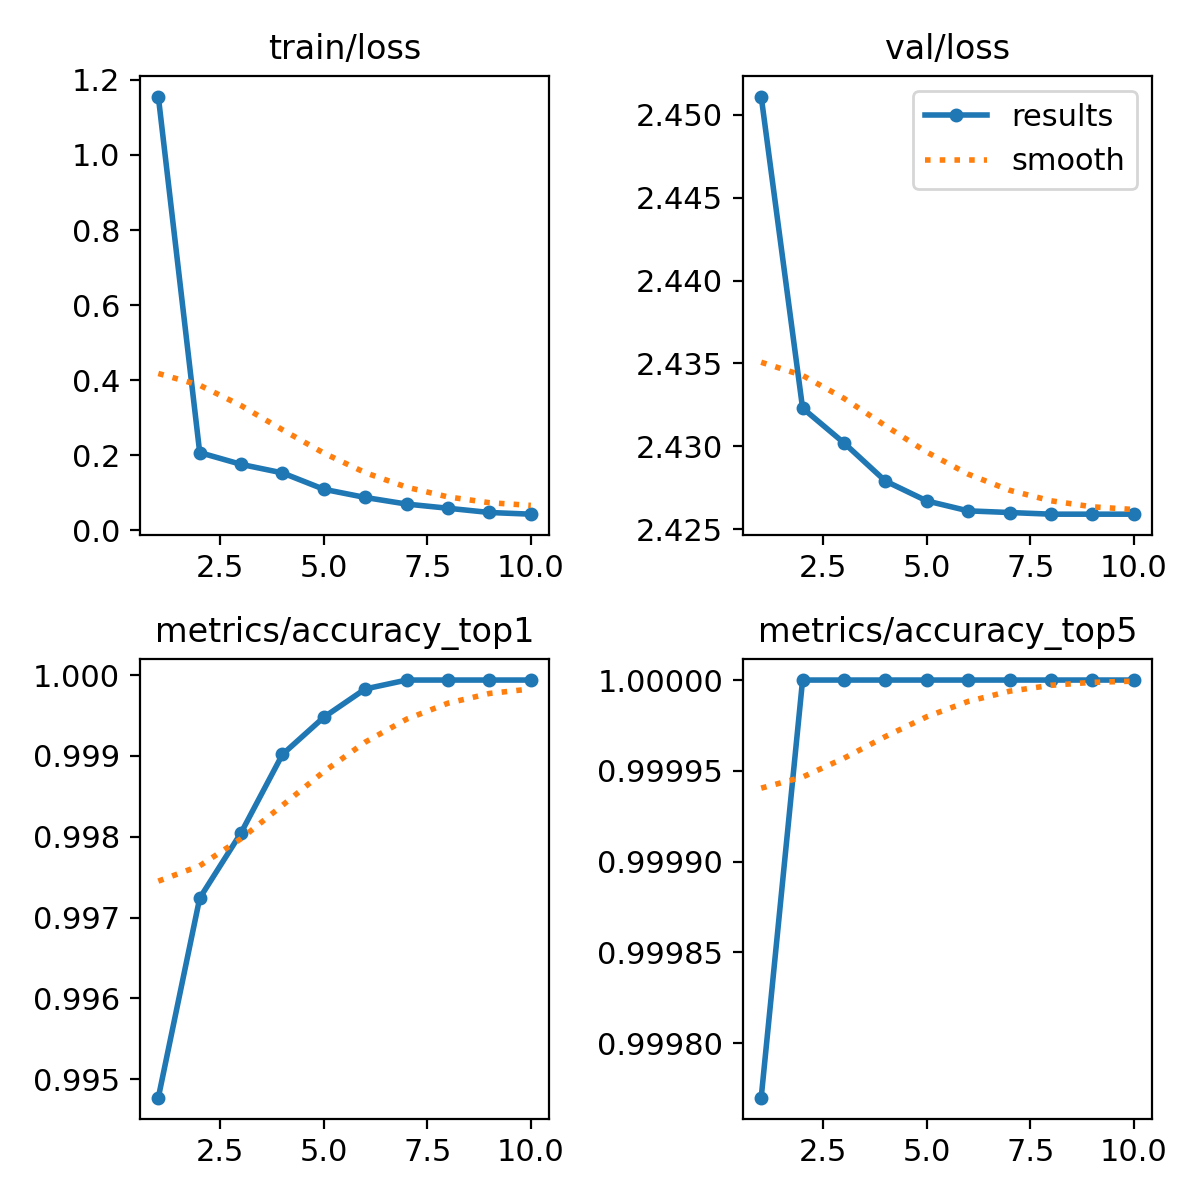 train/loss
1.2
1.0
0.8
0.6
0.4
0.2
0.0
2.5 5.0 7.5 10.0
val/loss
results
smooth
2.450
2.445
2.440
2.435
2.430
2.425
2.5 5.0 7.5 10.0
metrics/accuracy_top1
1.000
0.999
0.998
0.997
0.996
0.995
2.5 5.0 7.5 10.0
metrics/accuracy_top5
1.00000
0.99995
0.99990
0.99985
0.99980
2.5 5.0 7.5 10.0